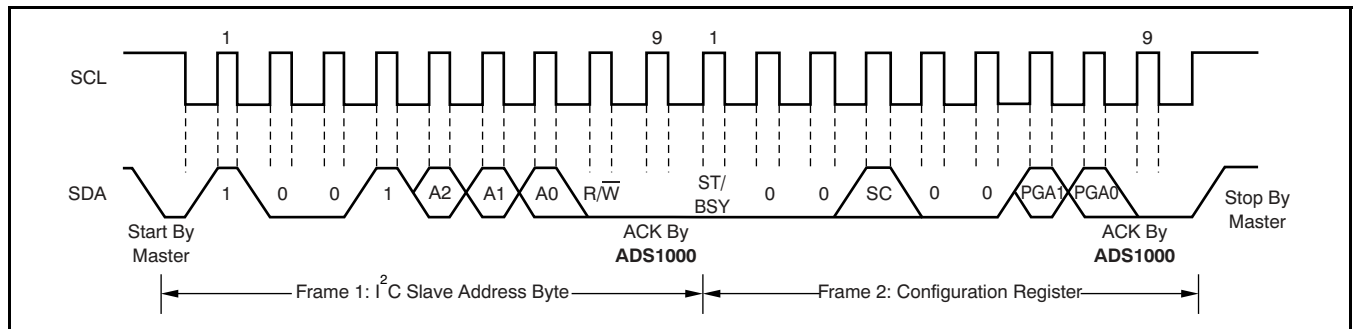 1 9 1 9
SCL
SDA
1 0 0 1 A2 A1 A0 R/W ST/
BSY 0 0 SC 0 0 PGA1 PGA0
Start By
Master
ACK By
ADS1000
ACK By
ADS1000
Stop By
Master
Frame 1: I²C Slave Address Byte
Frame 2: Configuration Register